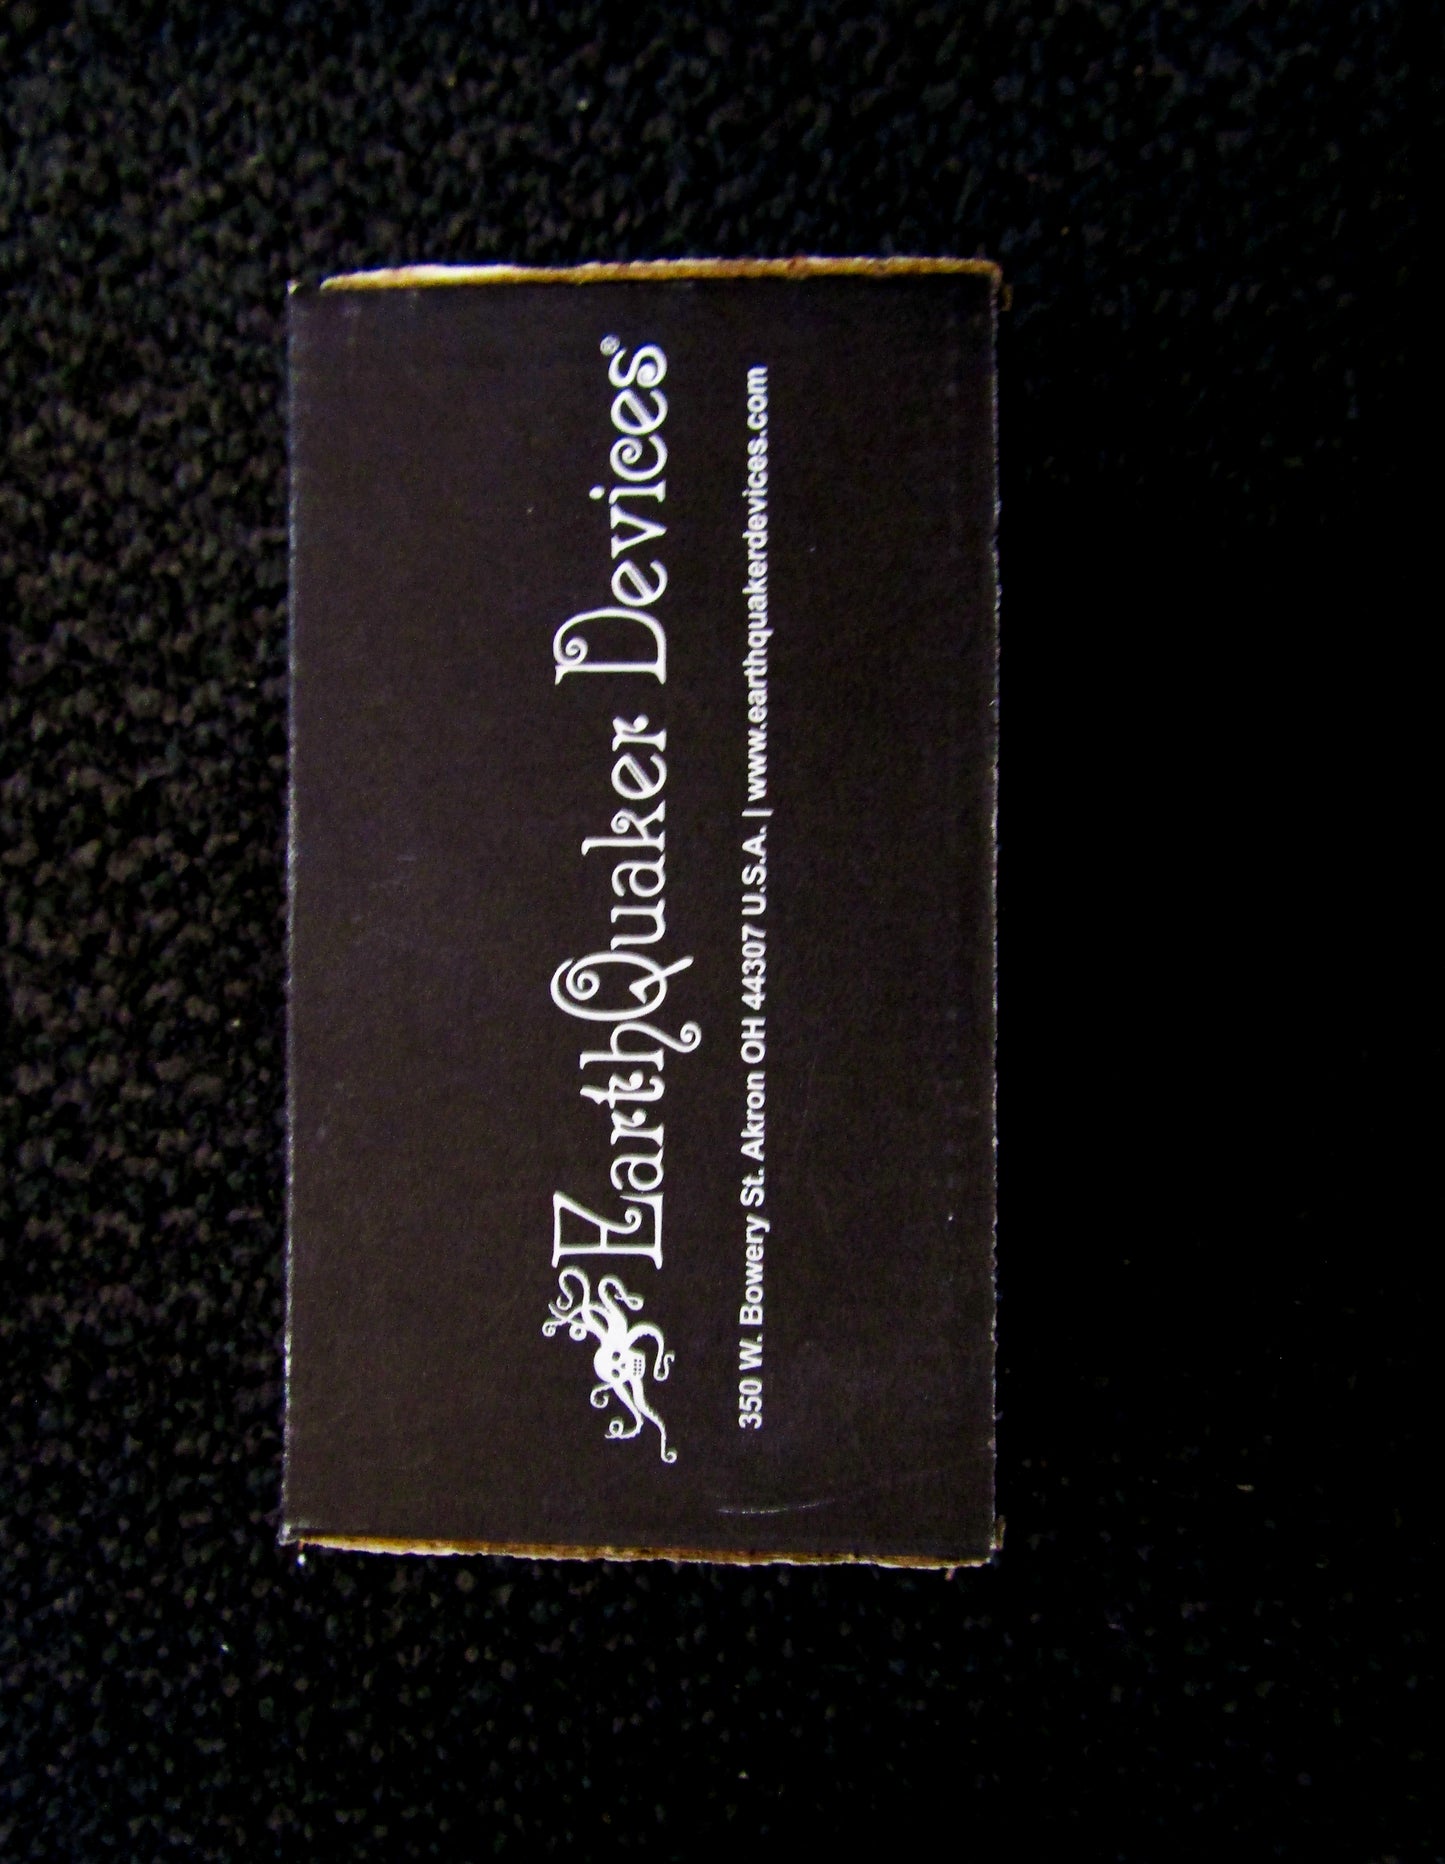 EarthQuaker Devices®
350 W. Bowery St. Akron OH 44307 U.S.A. | www.earthquakerdevices.com